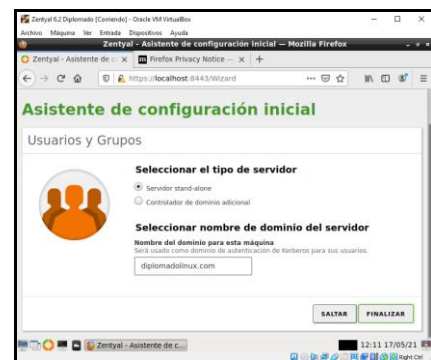 Zentyal 6.2 Diplomado [Corriendo] - Oracle VM VirtualBox
Archivo Máquina Ver Entrada Dispositivos Ayuda
Zentyal - Asistente de configuración inicial — Mozilla Firefox
Zentyal - Asistente de co × Firefox Privacy Notice — × +
https://localhost:8443/Wizard
Asistente de configuración inicial
Usuarios y Grupos
Seleccionar el tipo de servidor
Servidor stand-alone
Controlador de dominio adicional
Seleccionar nombre de dominio del servidor
Nombre del dominio para esta máquina
Será usado como dominio de autenticación de Kerberos para sus usuarios.
diplomadolinux.com
SALTAR FINALIZAR
Zentyal - Asistente de c... 12:11 17/05/21
Right Ctrl